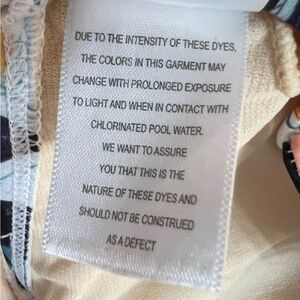 DUE TO THE INTENSITY OF THESE DYES,
THE COLORS IN THIS GARMENT MAY
CHANGE WITH PROLONGED EXPOSURE
TO LIGHT AND WHEN IN CONTACT WITH
CHLORINATED POOL WATER.
WE WANT TO ASSURE
YOU THAT THIS IS THE
NATURE OF THESE DYES AND
SHOULD NOT BE CONSTRUED
AS A DEFECT